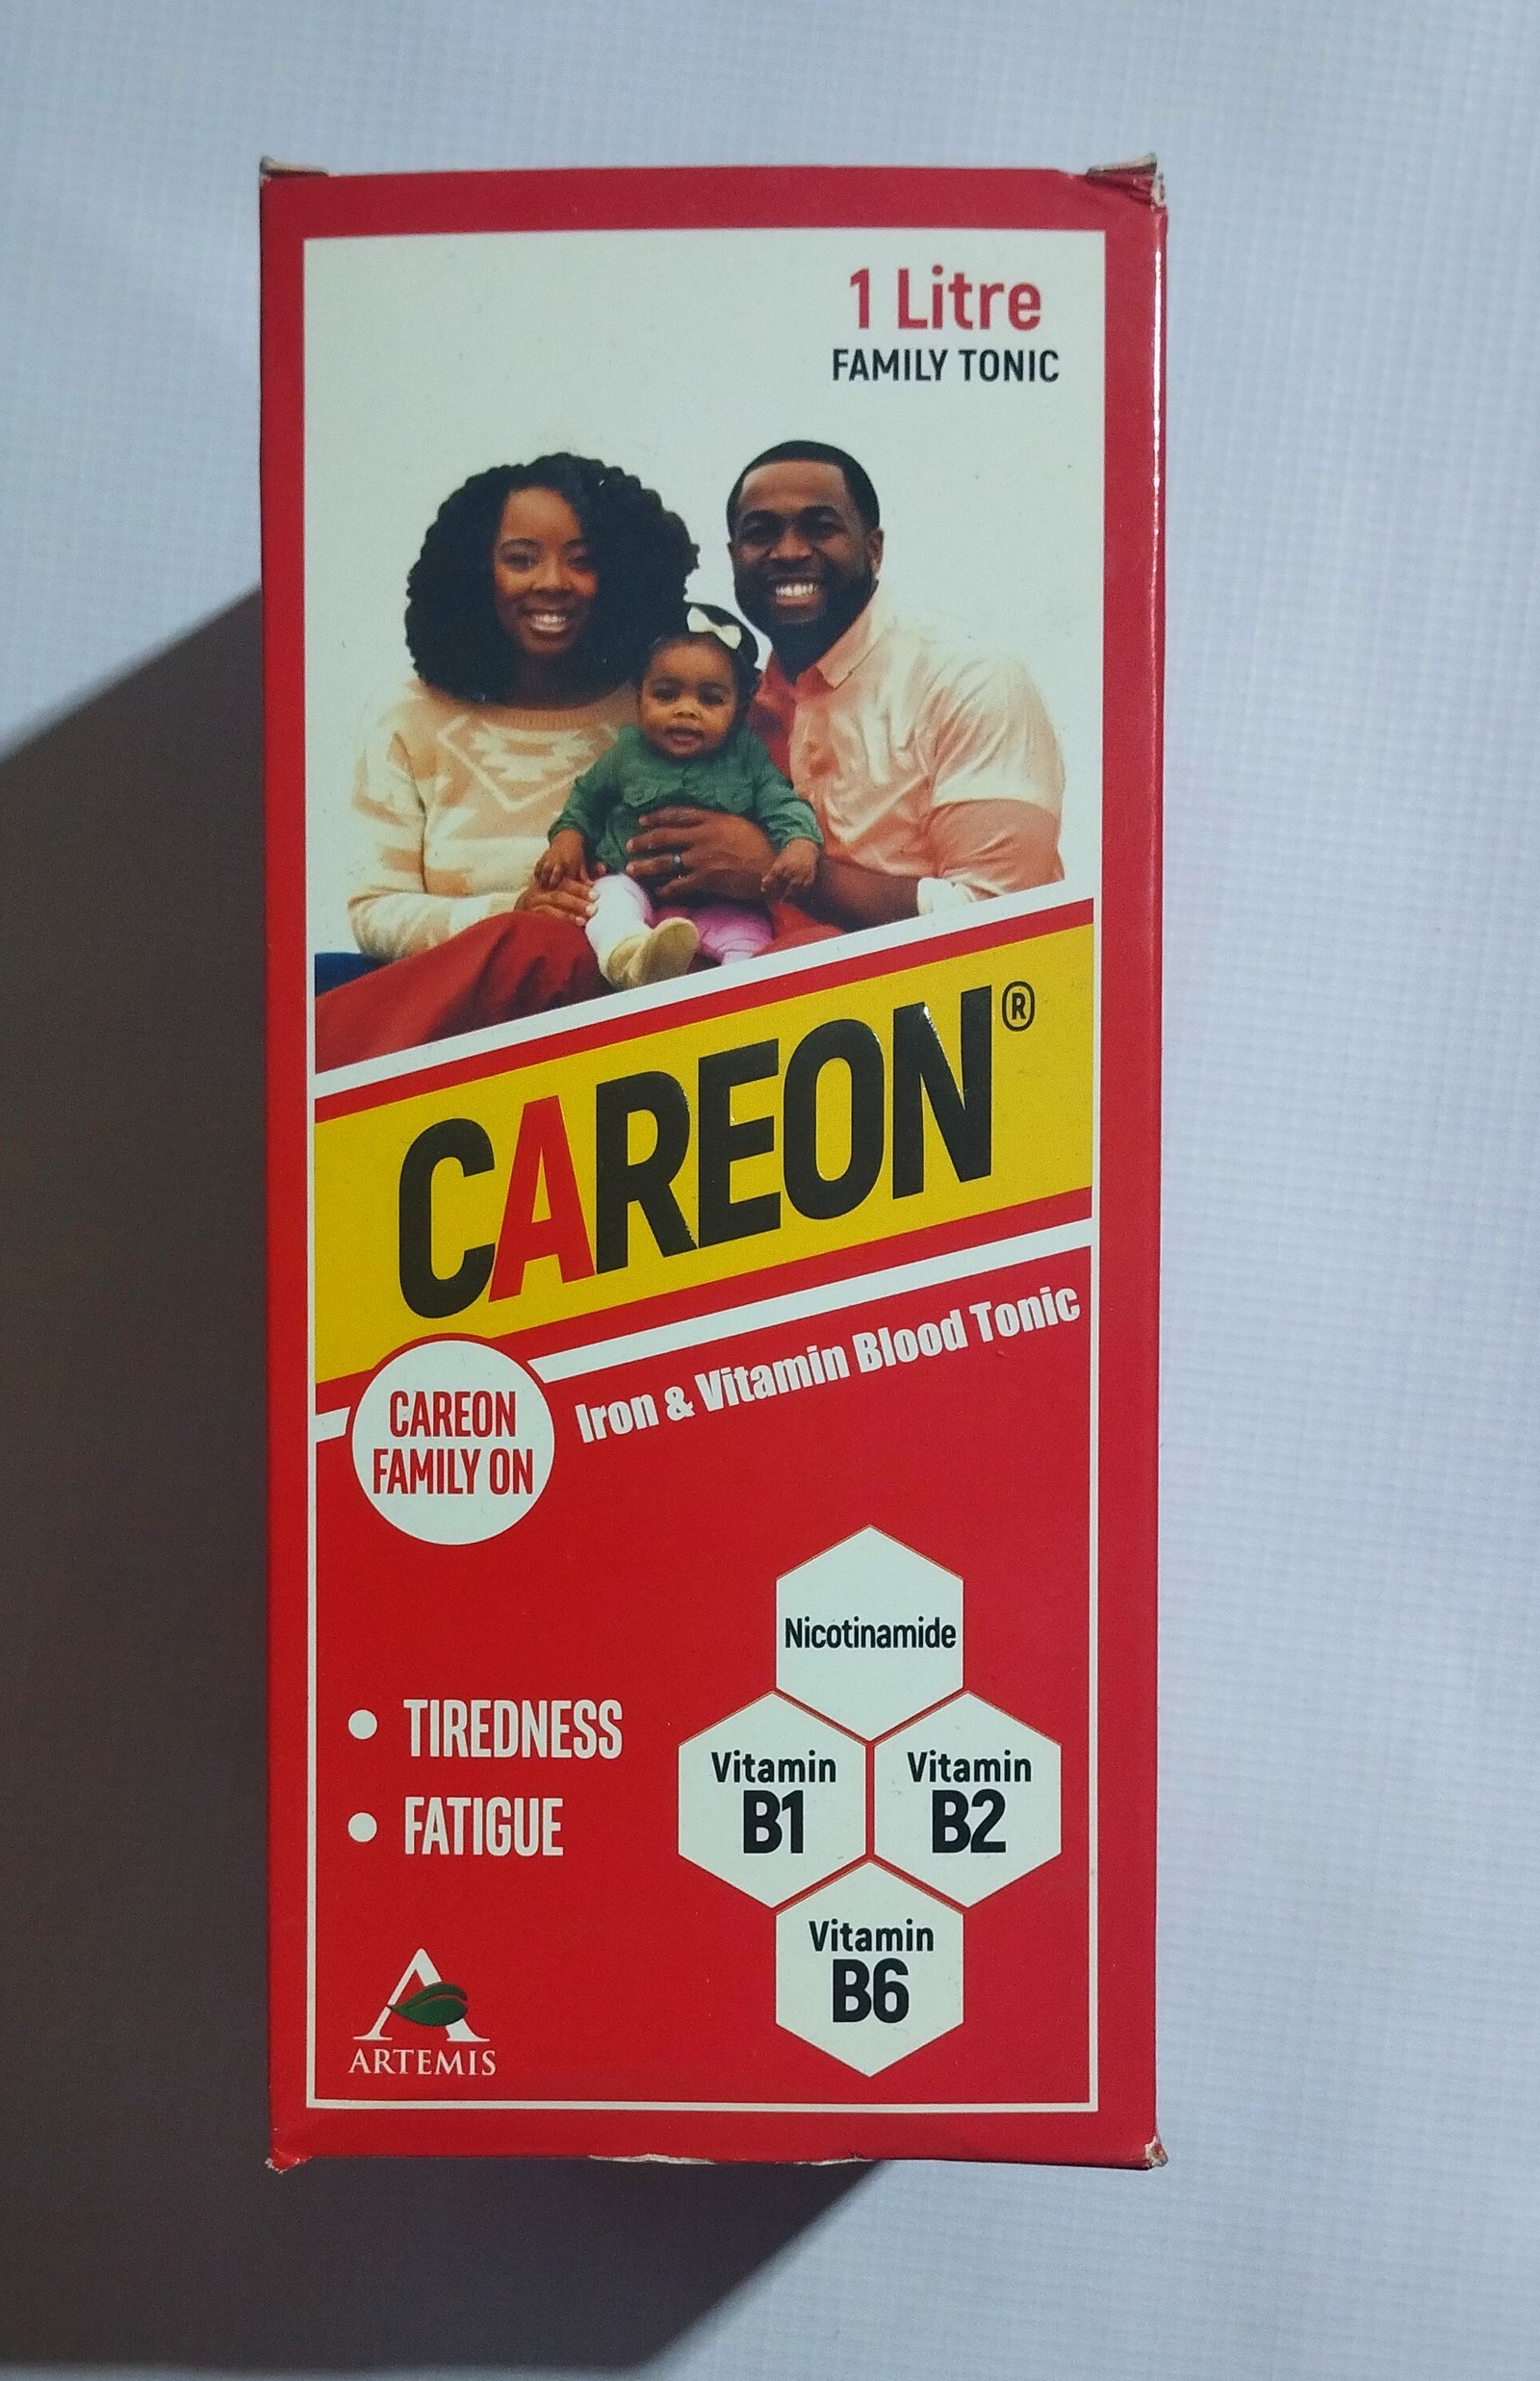 1 Litre
FAMILY TONIC
CAREON®
Iron & Vitamin Blood Tonic
CAREON
FAMILY ON
Nicotinamide
• TIREDNESS
• FATIGUE
Vitamin
B1
Vitamin
B2
Vitamin
B6
ARTEMIS